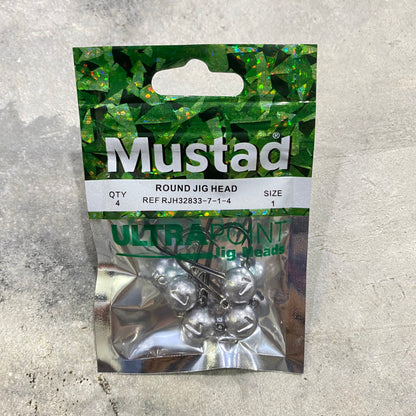 Mustad®
QTY
4
ROUND JIG HEAD
REF RJH32833-7-1-4
SIZE
1
ULTRAPOINT
Jig Heads